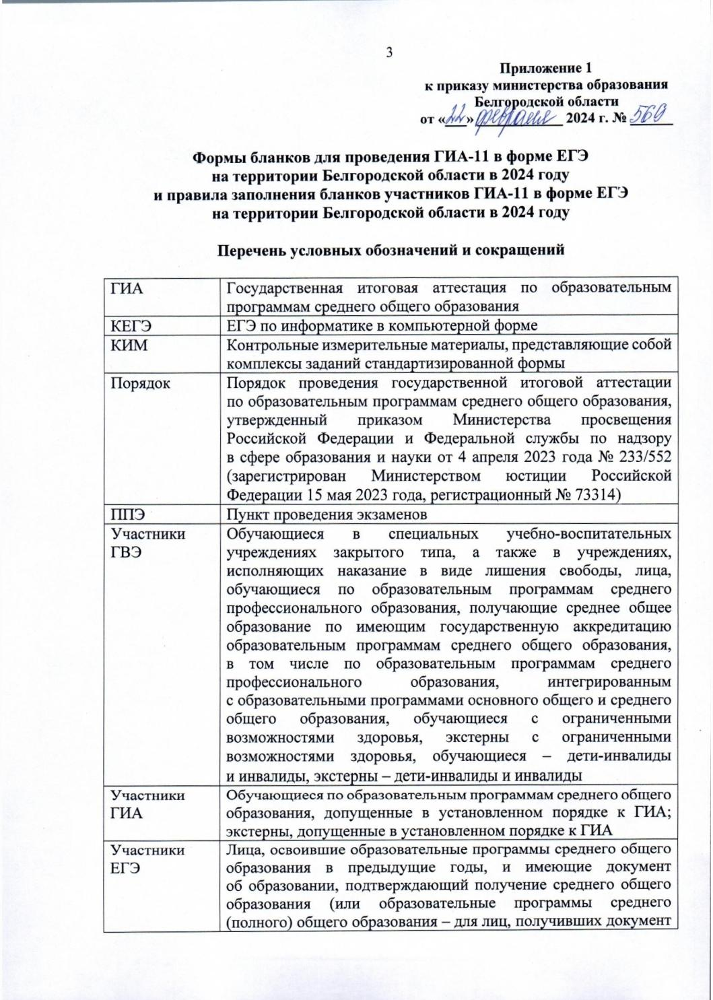 3
Приложение 1
к приказу министерства образования
Белгородской области
от «22» февраля 2024 г. № 569
Формы бланков для проведения ГИА-11 в форме ЕГЭ
на территории Белгородской области в 2024 году
и правила заполнения бланков участников ГИА-11 в форме ЕГЭ
на территории Белгородской области в 2024 году
Перечень условных обозначений и сокращений
ГИА
Государственная итоговая аттестация по образовательным
программам среднего общего образования
КЕГЭ
ЕГЭ по информатике в компьютерной форме
КИМ
Контрольные измерительные материалы, представляющие собой
комплексы заданий стандартизированной формы
Порядок
Порядок проведения государственной итоговой аттестации
по образовательным программам среднего общего образования,
утвержденный приказом Министерства просвещения
Российской Федерации и Федеральной службы по надзору
в сфере образования и науки от 4 апреля 2023 года № 233/552
(зарегистрирован Министерством юстиции Российской
Федерации 15 мая 2023 года, регистрационный № 73314)
ППЭ
Пункт проведения экзаменов
Участники
ГВЭ
Обучающиеся в специальных учебно-воспитательных
учреждениях закрытого типа, а также в учреждениях,
исполняющих наказание в виде лишения свободы, лица,
обучающиеся по образовательным программам среднего
профессионального образования, получающие среднее общее
образование по имеющим государственную аккредитацию
образовательным программам среднего общего образования,
в том числе по образовательным программам среднего
профессионального образования, интегрированным
с образовательными программами основного общего и среднего
общего образования, обучающиеся с ограниченными
возможностями здоровья, экстерны с ограниченными
возможностями здоровья, обучающиеся – дети-инвалиды
и инвалиды, экстерны – дети-инвалиды и инвалиды
Участники
ГИА
Обучающиеся по образовательным программам среднего общего
образования, допущенные в установленном порядке к ГИА;
экстерны, допущенные в установленном порядке к ГИА
Участники
ЕГЭ
Лица, освоившие образовательные программы среднего общего
образования в предыдущие годы, и имеющие документ
об образовании, подтверждающий получение среднего общего
образования (или образовательные программы среднего
(полного) общего образования – для лиц, получивших документ